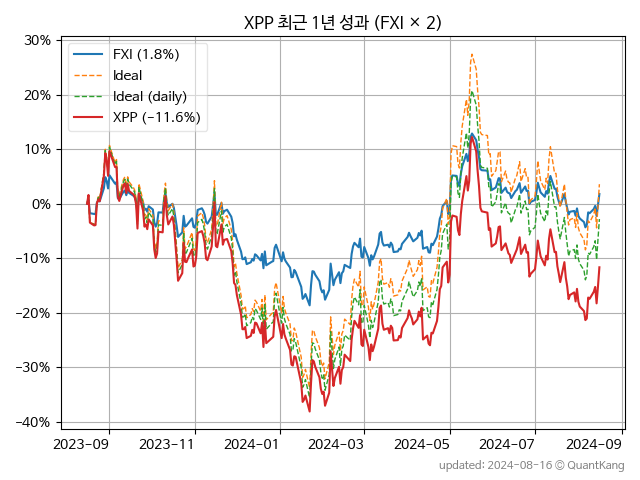 XPP 최근 1년 성과 (FXI × 2)
30%
20%
10%
0%
−10%
−20%
−30%
−40%
FXI (1.8%)
Ideal
Ideal (daily)
XPP (−11.6%)
2023-09
2023-11
2024-01
2024-03
2024-05
2024-07
2024-09
updated: 2024-08-16 © QuantKang